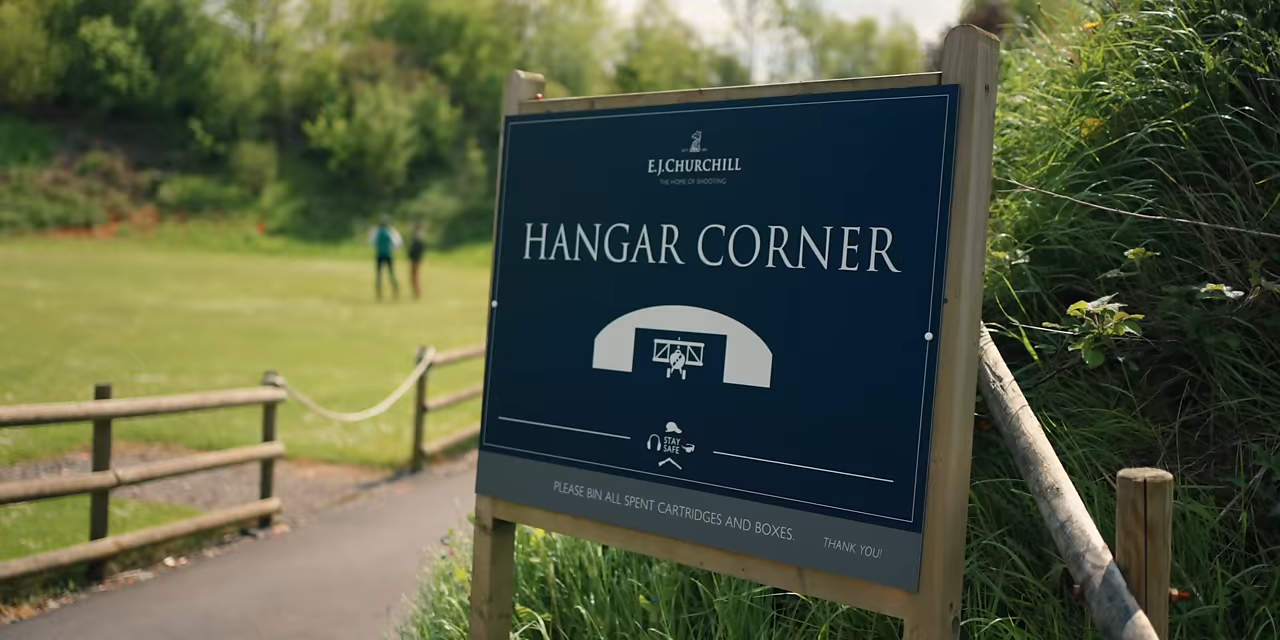 E.J.CHURCHILL
THE HOME OF SHOOTING
HANGAR CORNER
STAY
SAFE
PLEASE BIN ALL SPENT CARTRIDGES AND BOXES.
THANK YOU!